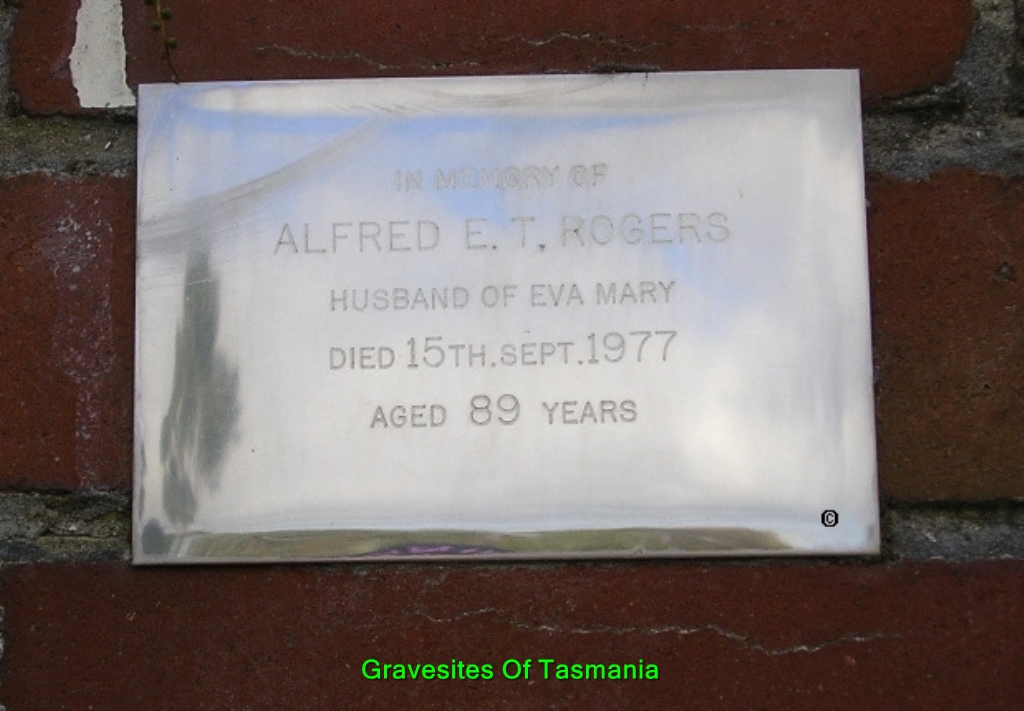 IN MEMORY OF
ALFRED E. T. ROGERS
HUSBAND OF EVA MARY
DIED 15TH.SEPT.1977
AGED 89 YEARS
©
Gravesites Of Tasmania